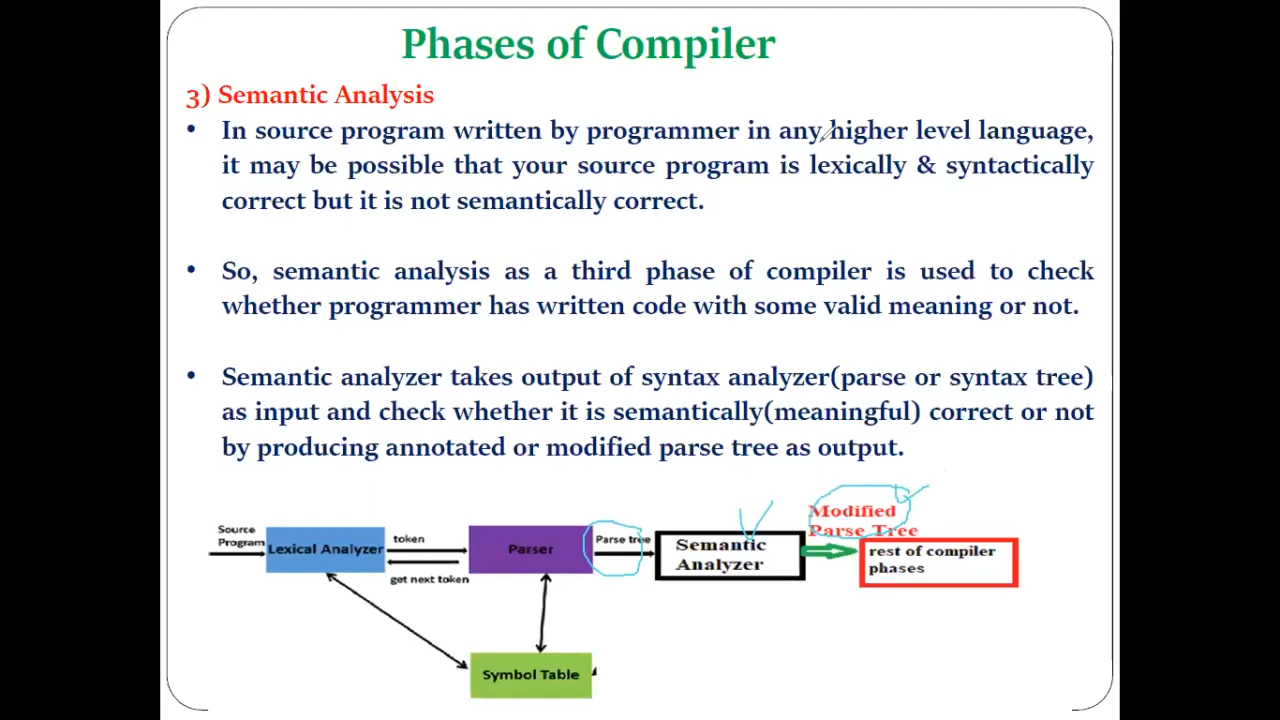 Phases of Compiler
3) Semantic Analysis
• In source program written by programmer in any higher level language,
it may be possible that your source program is lexically & syntactically
correct but it is not semantically correct.
• So, semantic analysis as a third phase of compiler is used to check
whether programmer has written code with some valid meaning or not.
• Semantic analyzer takes output of syntax analyzer(parse or syntax tree)
as input and check whether it is semantically(meaningful) correct or not
by producing annotated or modified parse tree as output.
Source
Program
Lexical Analyzer
token
get next token
Parser
Parse tree
Semantic
Analyzer
Modified
Parse Tree
rest of compiler
phases
Symbol Table